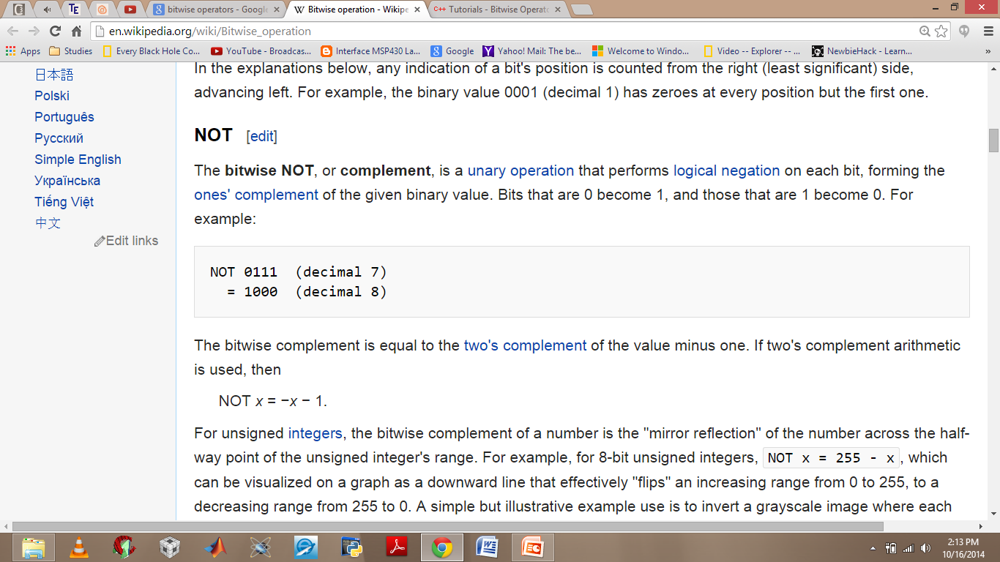 bitwise operators - Google
Bitwise operation - Wikipe
C++ Tutorials - Bitwise Operato
en.wikipedia.org/wiki/Bitwise_operation
Apps Studies Every Black Hole Co... YouTube - Broadcas... Interface MSP430 La... Google Yahoo! Mail: The be... Welcome to Windo... Video -- Explorer -- ... NewbieHack - Learn... »
日本語
Polski
Português
Русский
Simple English
Українська
Tiếng Việt
中文
Edit links
In the explanations below, any indication of a bit's position is counted from the right (least significant) side,
advancing left. For example, the binary value 0001 (decimal 1) has zeroes at every position but the first one.
NOT [edit]
The bitwise NOT, or complement, is a unary operation that performs logical negation on each bit, forming the
ones' complement of the given binary value. Bits that are 0 become 1, and those that are 1 become 0. For
example:
NOT 0111 (decimal 7)
= 1000 (decimal 8)
The bitwise complement is equal to the two's complement of the value minus one. If two's complement arithmetic
is used, then
NOT x = −x − 1.
For unsigned integers, the bitwise complement of a number is the "mirror reflection" of the number across the half-
way point of the unsigned integer's range. For example, for 8-bit unsigned integers, NOT x = 255 - x, which
can be visualized on a graph as a downward line that effectively "flips" an increasing range from 0 to 255, to a
decreasing range from 255 to 0. A simple but illustrative example use is to invert a grayscale image where each
2:13 PM
10/16/2014